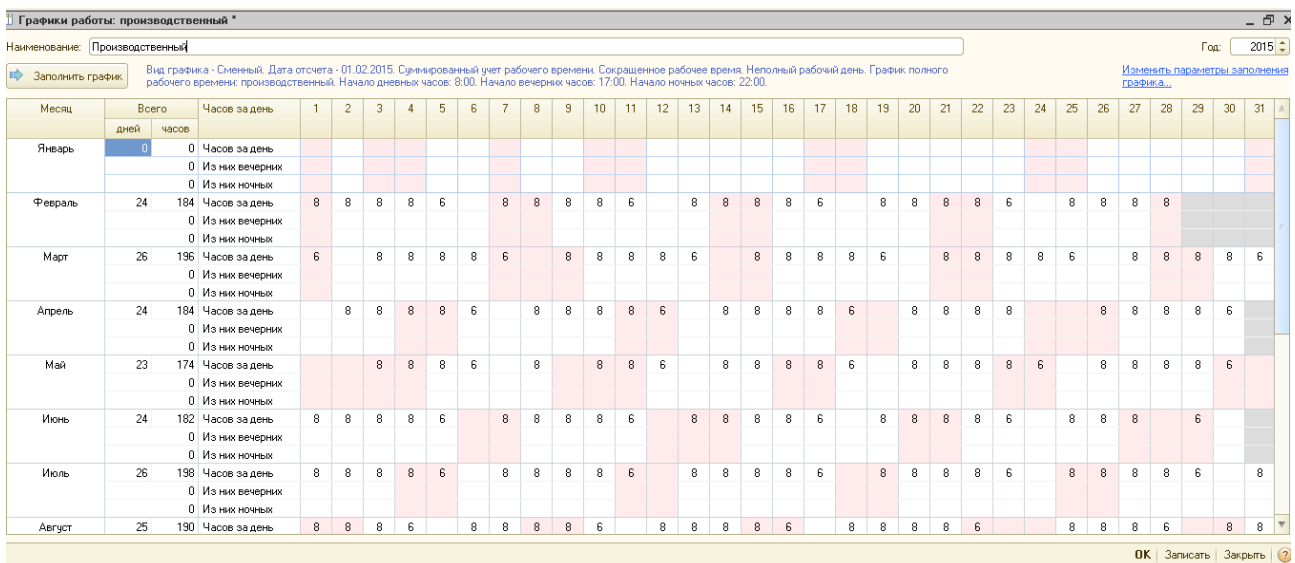 Графики работы: производственный *
Наименование: Производственный Год: 2015
Заполнить график
Вид графика - Сменный. Дата отсчета - 01.02.2015. Суммированный учет рабочего времени. Сокращенное рабочее время. Неполный рабочий день. График полного
рабочего времени: производственный. Начало дневных часов: 8:00. Начало вечерних часов: 17:00. Начало ночных часов: 22:00.
Изменить параметры заполнения
графика...
Месяц Всего Часов за день 1 2 3 4 5 6 7 8 9 10 11 12 13 14 15 16 17 18 19 20 21 22 23 24 25 26 27 28 29 30 31
дней часов
Январь 0 0 Часов за день
0 Из них вечерних
0 Из них ночных
Февраль 24 184 Часов за день 8 8 8 8 6 8 8 8 8 6 8 8 8 8 6 8 8 8 8 6 8 8 8 8
0 Из них вечерних
0 Из них ночных
Март 26 196 Часов за день 6 8 8 8 8 6 8 8 8 8 8 6 8 8 8 8 6 8 8 8 8 6 8 8 8 8 6
0 Из них вечерних
0 Из них ночных
Апрель 24 184 Часов за день 8 8 8 8 6 8 8 8 8 6 8 8 8 8 6 8 8 8 8 8 8 8 8 6
0 Из них вечерних
0 Из них ночных
Май 23 174 Часов за день 8 8 8 6 8 8 8 6 8 8 8 8 6 8 8 8 8 6 8 8 8 8 6
0 Из них вечерних
0 Из них ночных
Июнь 24 182 Часов за день 8 8 8 8 6 8 8 8 8 6 8 8 8 8 6 8 8 8 8 6 8 8 8 6
0 Из них вечерних
0 Из них ночных
Июль 26 198 Часов за день 8 8 8 8 6 8 8 8 8 6 8 8 8 8 6 8 8 8 8 6 8 8 8 8 6 8
0 Из них вечерних
0 Из них ночных
Август 25 190 Часов за день 8 8 8 6 8 8 8 8 6 8 8 8 8 6 8 8 8 8 6 8 8 8 6 8 8
OK Записать Закрыть